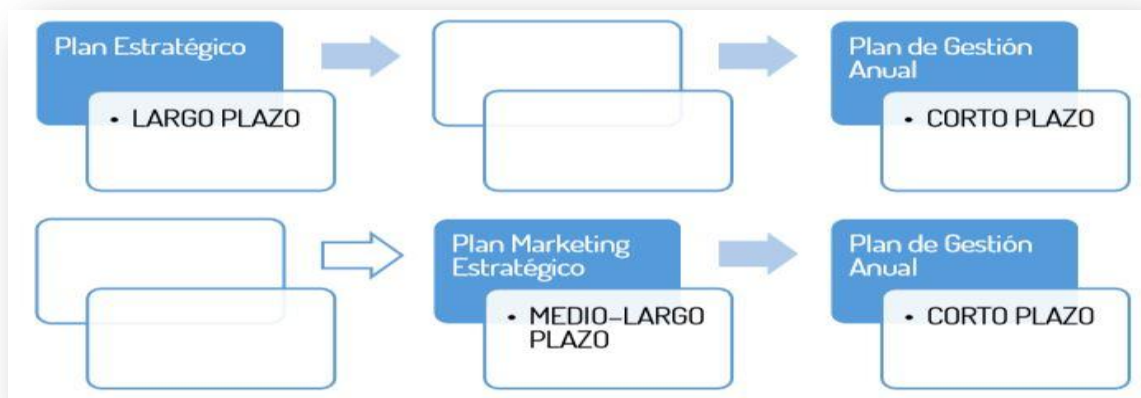 Plan Estratégico
• LARGO PLAZO
Plan de Gestión
Anual
• CORTO PLAZO
Plan Marketing
Estratégico
• MEDIO-LARGO
PLAZO
Plan de Gestión
Anual
• CORTO PLAZO